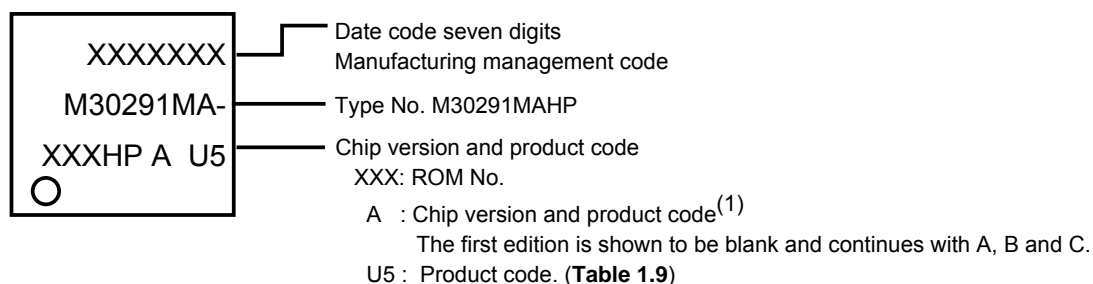 XXXXXXX
M30291MA-
XXXHP A U5
Date code seven digits
Manufacturing management code
Type No. M30291MAHP
Chip version and product code
XXX: ROM No.
A : Chip version and product code(1)
The first edition is shown to be blank and continues with A, B and C.
U5 : Product code. (Table 1.9)